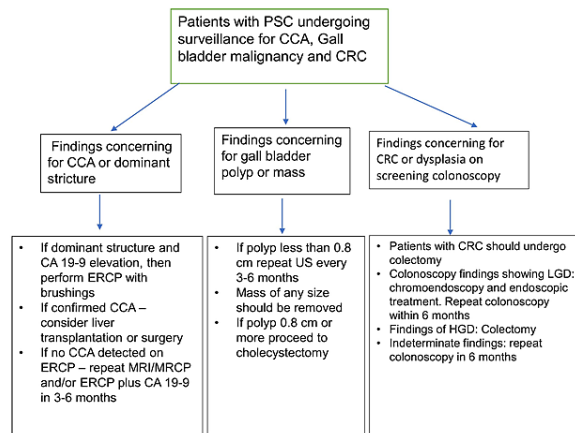 Patients with PSC undergoing
surveillance for CCA, Gall
bladder malignancy and CRC
Findings concerning
for CCA or dominant
stricture
Findings concerning
for gall bladder
polyp or mass
Findings concerning for
CRC or dysplasia on
screening colonoscopy
• If dominant structure and
CA 19-9 elevation, then
perform ERCP with
brushings
• If confirmed CCA –
consider liver
transplantation or surgery
• If no CCA detected on
ERCP – repeat MRI/MRCP
and/or ERCP plus CA 19-9
in 3-6 months
• If polyp less than 0.8
cm repeat US every
3-6 months
• Mass of any size
should be removed
• If polyp 0.8 cm or
more proceed to
cholecystectomy
• Patients with CRC should undergo
colectomy
• Colonoscopy findings showing LGD:
chromoendoscopy and endoscopic
treatment. Repeat colonoscopy
within 6 months
• Findings of HGD: Colectomy
• Indeterminate findings: repeat
colonoscopy in 6 months